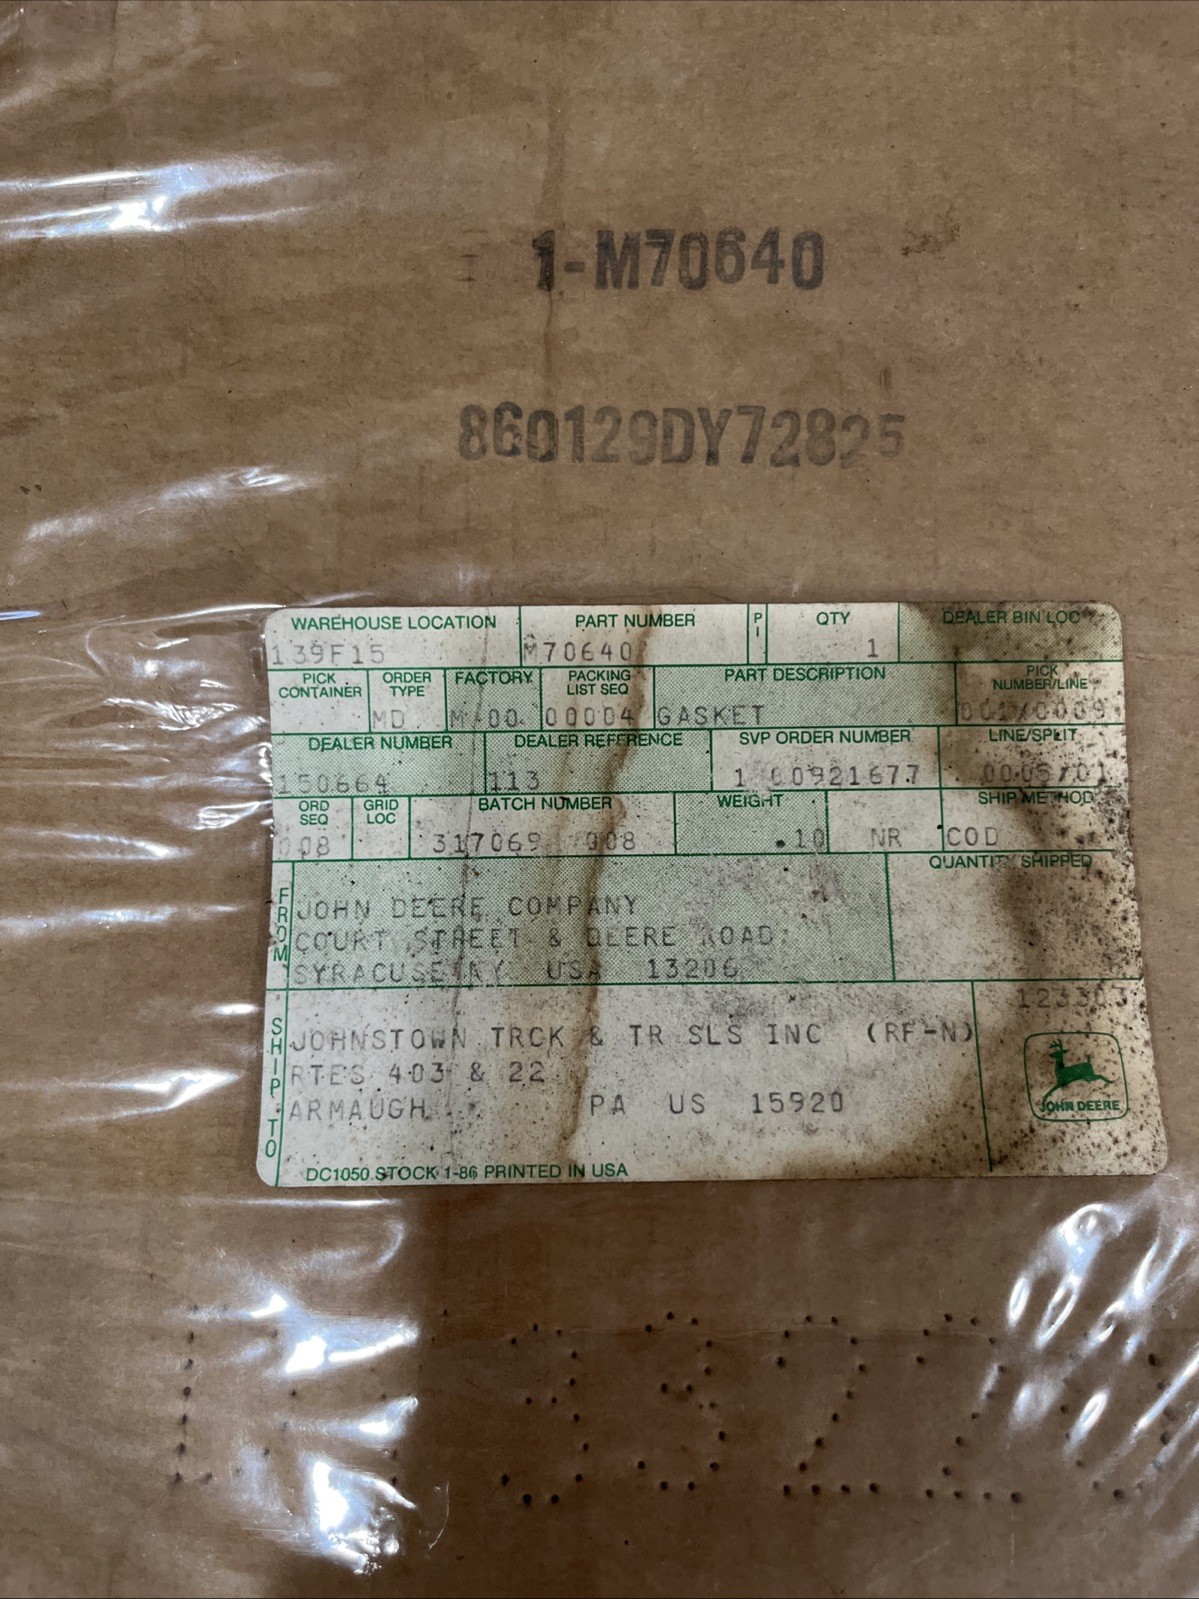 1-M70640
860129DY72825
WAREHOUSE LOCATION PART NUMBER PI QTY DEALER BIN LOC
139F15 M70640 1
PICK CONTAINER ORDER TYPE FACTORY PACKING LIST SEQ PART DESCRIPTION PICK NUMBER/LINE
MD M 00 00004 GASKET 001/0009
DEALER NUMBER DEALER REFERENCE SVP ORDER NUMBER LINE/SPLIT
150664 113 1 00921677 0005/01
ORD SEQ GRID LOC BATCH NUMBER WEIGHT SHIP METHOD
008 317069 008 .10 NR COD
QUANTITY SHIPPED
FROM
JOHN DEERE COMPANY
COURT STREET & DEERE ROAD
SYRACUSE NY USA 13206
SHIP TO
JOHNSTOWN TRCK & TR SLS INC (RF-N)
RTES 403 & 22
ARMAUGH PA US 15920
JOHN DEERE
DC1050 STOCK 1-86 PRINTED IN USA